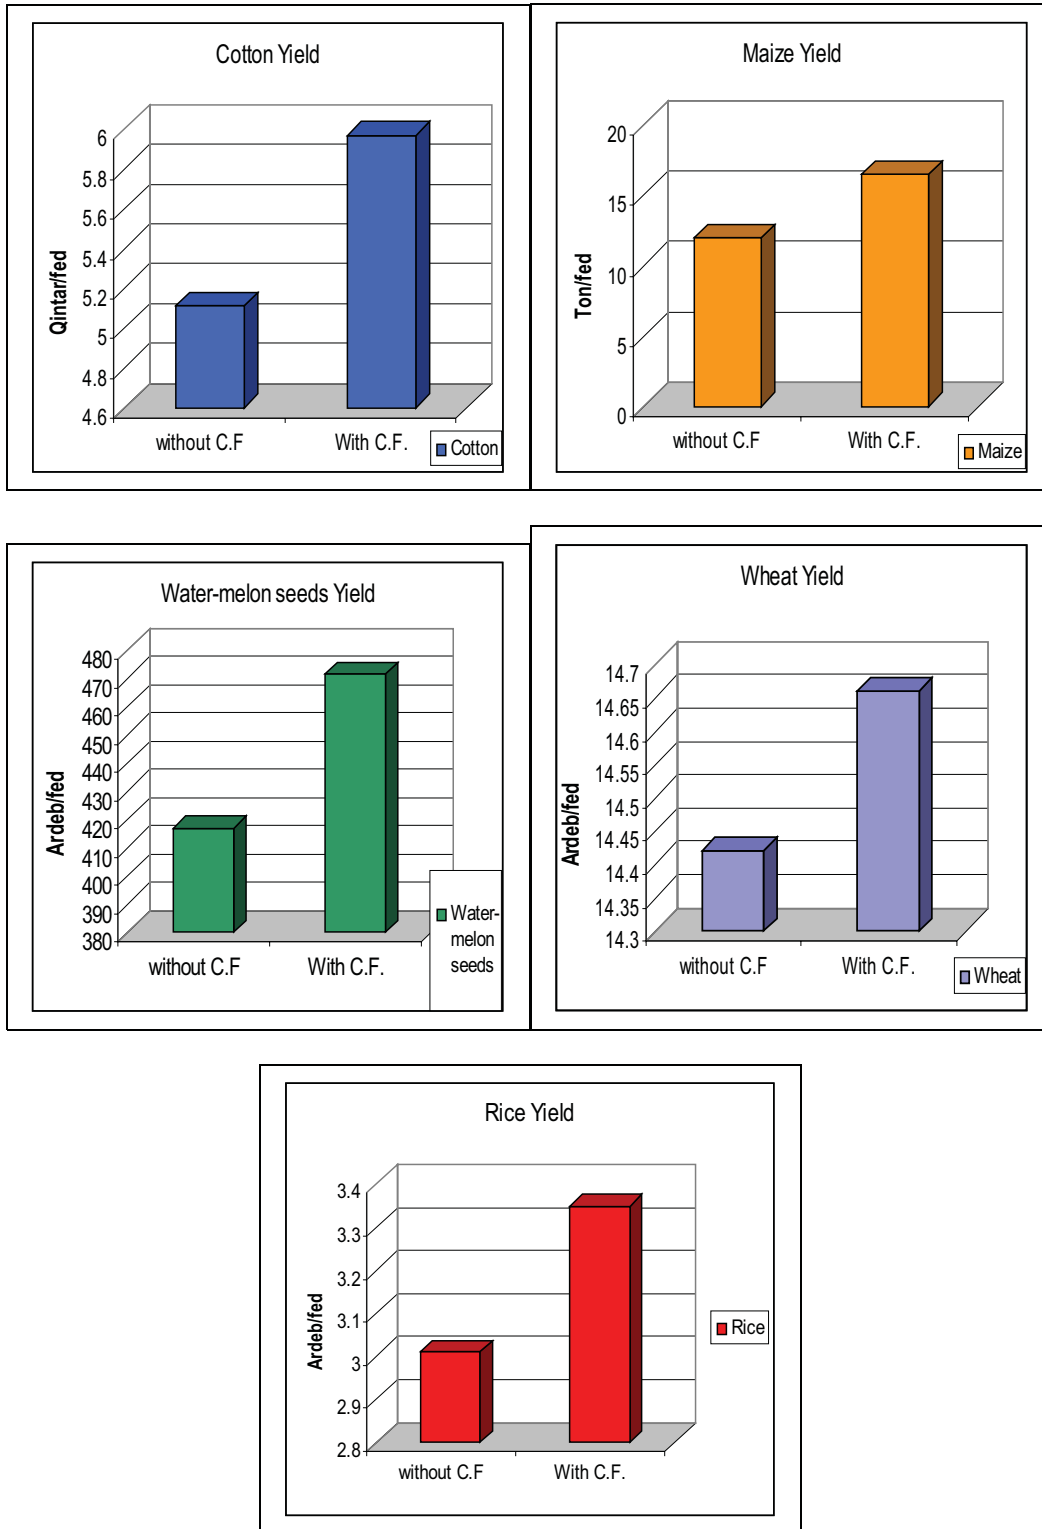 Cotton Yield
Qintar/fed
6
5.8
5.6
5.4
5.2
5
4.8
4.6
without C.F
With C.F.
Cotton
Maize Yield
Ton/fed
20
15
10
5
0
without C.F
With C.F.
Maize
Water-melon seeds Yield
Ardeb/fed
480
470
460
450
440
430
420
410
400
390
380
without C.F
With C.F.
Water-
melon
seeds
Wheat Yield
Ardeb/fed
14.7
14.65
14.6
14.55
14.5
14.45
14.4
14.35
14.3
without C.F
With C.F.
Wheat
Rice Yield
Ardeb/fed
3.4
3.3
3.2
3.1
3
2.9
2.8
without C.F
With C.F.
Rice